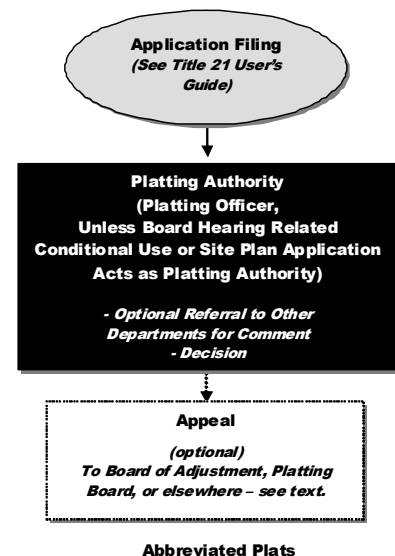 Application Filing
(See Title 21 User's
Guide)
Platting Authority
(Platting Officer,
Unless Board Hearing Related
Conditional Use or Site Plan Application
Acts as Platting Authority)
- Optional Referral to Other
Departments for Comment
- Decision
Appeal
(optional)
To Board of Adjustment, Platting
Board, or elsewhere – see text.
Abbreviated Plats